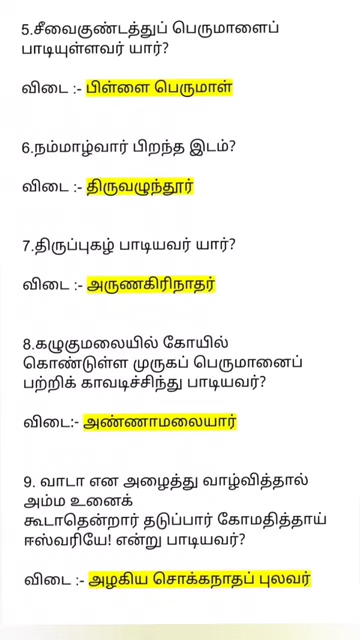 5.சீவைகுண்டத்துப் பெருமாளைப்
பாடியுள்ளவர் யார்?
விடை :- பிள்ளை பெருமாள்
6.நம்மாழ்வார் பிறந்த இடம்?
விடை :- திருவழுந்தூர்
7.திருப்புகழ் பாடியவர் யார்?
விடை :- அருணகிரிநாதர்
8.கழுகுமலையில் கோயில்
கொண்டுள்ள முருகப் பெருமானைப்
பற்றிக் காவடிச்சிந்து பாடியவர்?
விடை:- அண்ணாமலையார்
9. வாடா என அழைத்து வாழ்வித்தால்
அம்ம உனைக்
கூடாதென்றார் தடுப்பார் கோமதித்தாய்
ஈஸ்வரியே! என்று பாடியவர்?
விடை :- அழகிய சொக்கநாதப் புலவர்